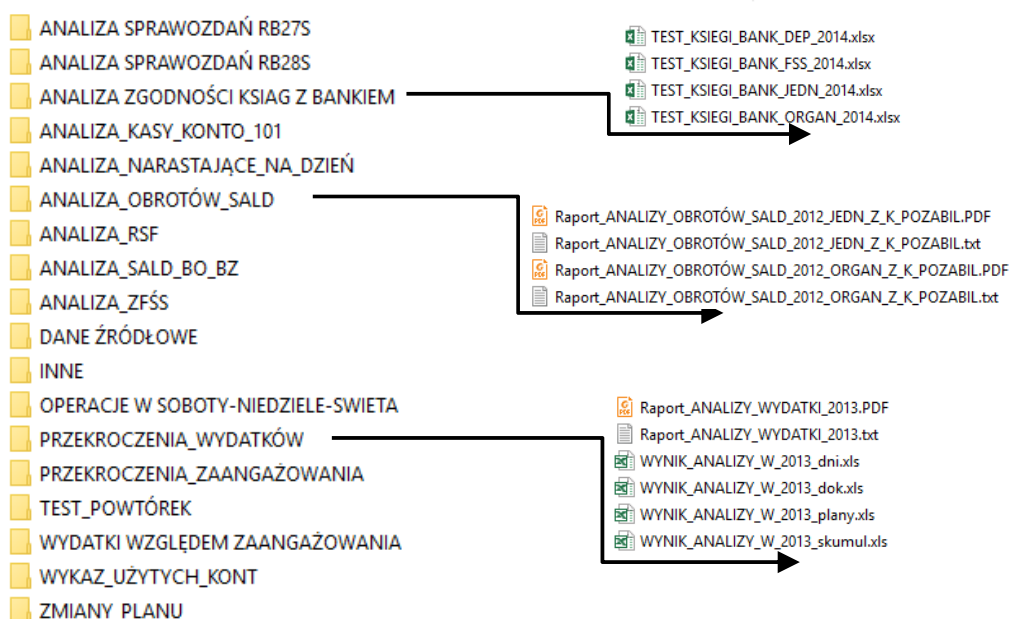 ANALIZA SPRAWOZDAŃ RB27S
ANALIZA SPRAWOZDAŃ RB28S
ANALIZA ZGODNOŚCI KSIAG Z BANKIEM
ANALIZA_KASY_KONTO_101
ANALIZA_NARASTAJĄCE_NA_DZIEŃ
ANALIZA_OBROTÓW_SALD
ANALIZA_RSF
ANALIZA_SALD_BO_BZ
ANALIZA_ZFŚS
DANE ŹRÓDŁOWE
INNE
OPERACJE W SOBOTY-NIEDZIELE-SWIETA
PRZEKROCZENIA_WYDATKÓW
PRZEKROCZENIA_ZAANGAŻOWANIA
TEST_POWTÓREK
WYDATKI WZGLĘDEM ZAANGAŻOWANIA
WYKAZ_UŻYTYCH_KONT
ZMIANY PLANU
TEST_KSIEGI_BANK_DEP_2014.xlsx
TEST_KSIEGI_BANK_FSS_2014.xlsx
TEST_KSIEGI_BANK_JEDN_2014.xlsx
TEST_KSIEGI_BANK_ORGAN_2014.xlsx
Raport_ANALIZY_OBROTÓW_SALD_2012_JEDN_Z_K_POZABIL.PDF
Raport_ANALIZY_OBROTÓW_SALD_2012_JEDN_Z_K_POZABIL.txt
Raport_ANALIZY_OBROTÓW_SALD_2012_ORGAN_Z_K_POZABIL.PDF
Raport_ANALIZY_OBROTÓW_SALD_2012_ORGAN_Z_K_POZABIL.txt
Raport_ANALIZY_WYDATKI_2013.PDF
Raport_ANALIZY_WYDATKI_2013.txt
WYNIK_ANALIZY_W_2013_dni.xls
WYNIK_ANALIZY_W_2013_dok.xls
WYNIK_ANALIZY_W_2013_plany.xls
WYNIK_ANALIZY_W_2013_skumul.xls